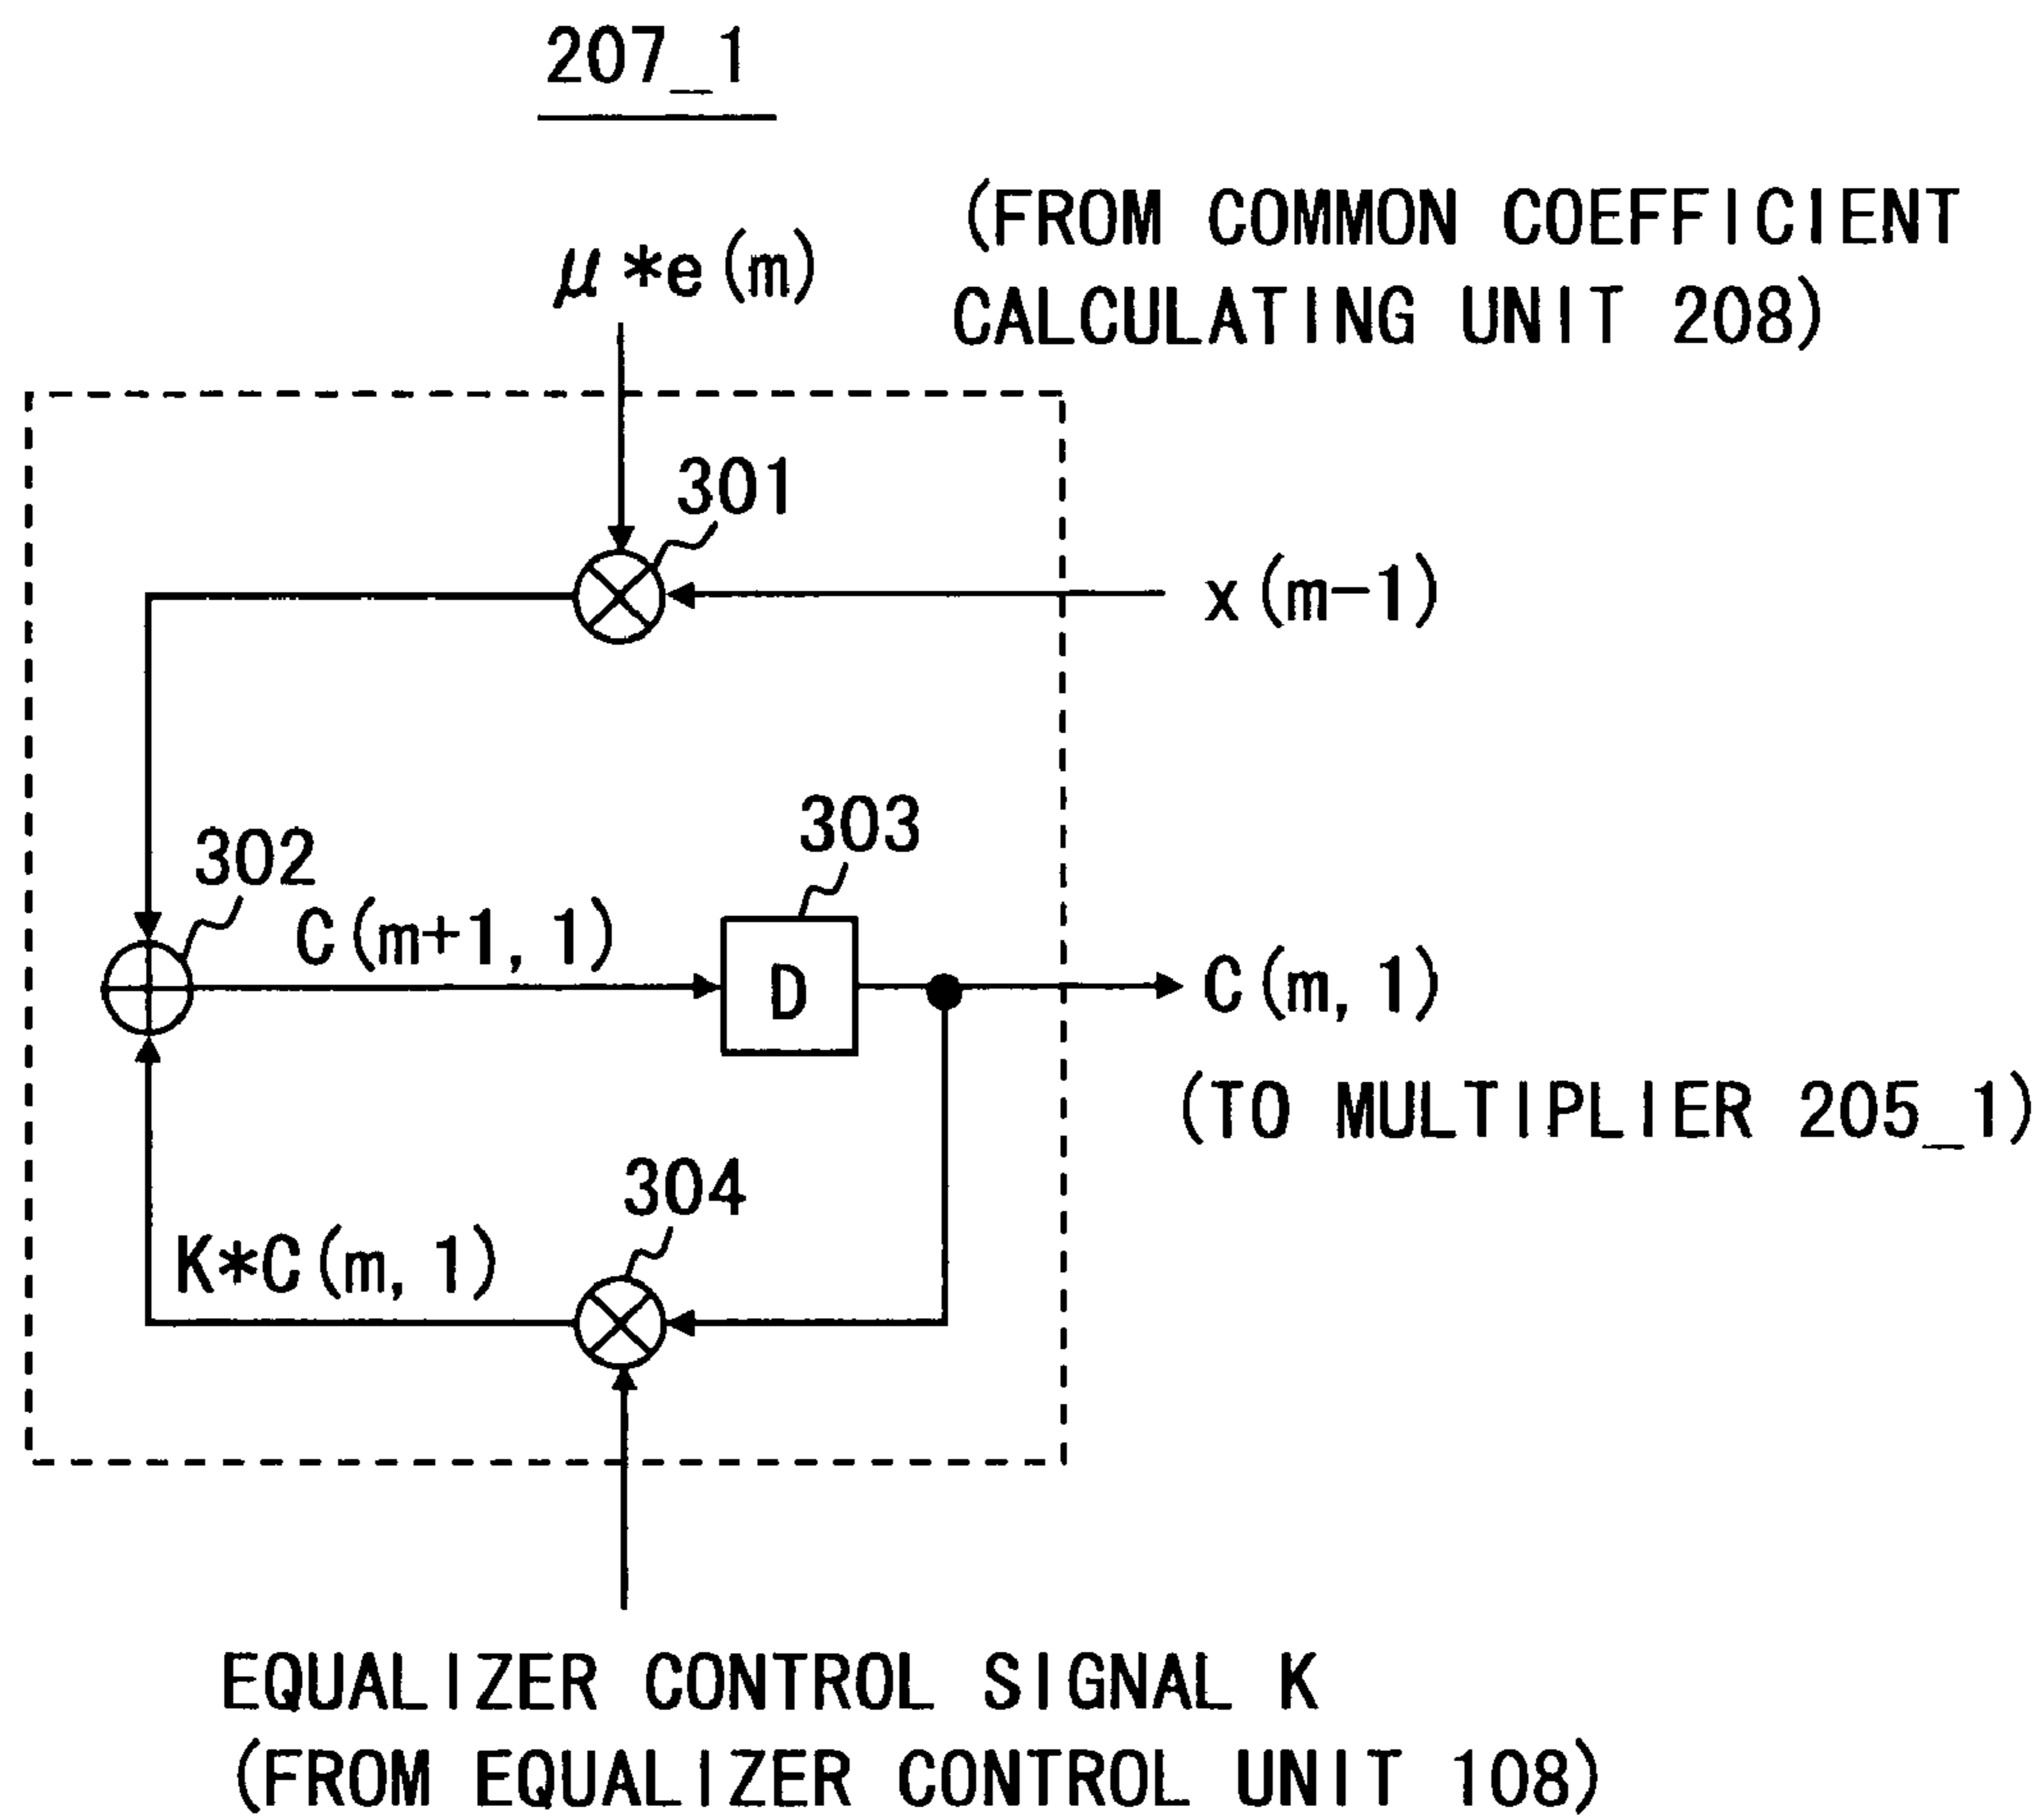 207_1
(FROM COMMON COEFFICIENT
CALCULATING UNIT 208)
μ*e(m)
301
x(m-1)
303
302
C(m+1, 1)
D
C(m, 1)
(TO MULTIPLIER 205_1)
304
K*C(m, 1)
EQUALIZER CONTROL SIGNAL K
(FROM EQUALIZER CONTROL UNIT 108)